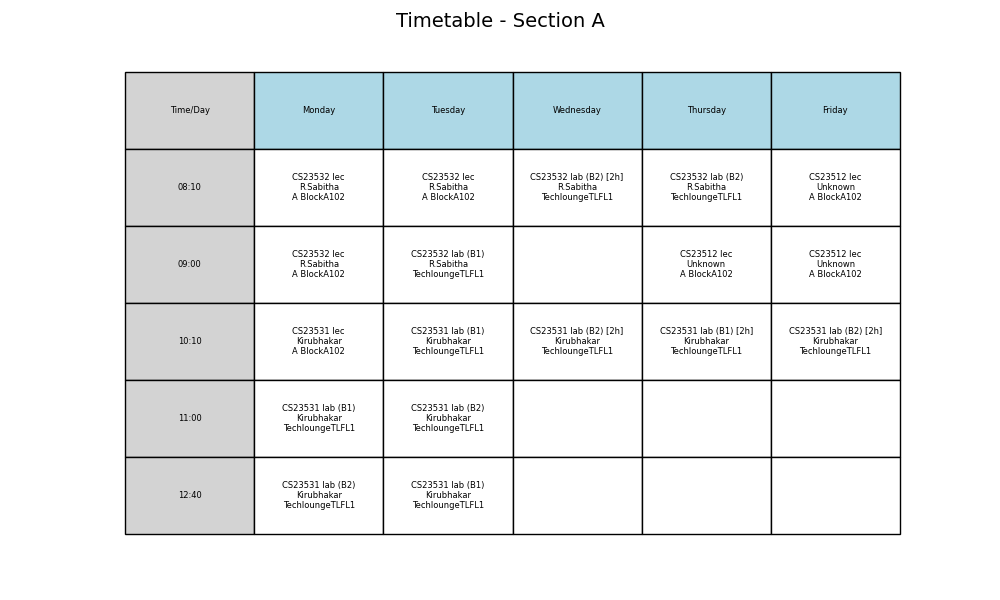 Timetable - Section A
Time/Day
Monday
Tuesday
Wednesday
Thursday
Friday
08:10
CS23532 lec
R.Sabitha
A BlockA102
CS23532 lec
R.Sabitha
A BlockA102
CS23532 lab (B2) [2h]
R.Sabitha
TechloungeTLFL1
CS23532 lab (B2)
R.Sabitha
TechloungeTLFL1
CS23512 lec
Unknown
A BlockA102
09:00
CS23532 lec
R.Sabitha
A BlockA102
CS23532 lab (B1)
R.Sabitha
TechloungeTLFL1
CS23512 lec
Unknown
A BlockA102
CS23512 lec
Unknown
A BlockA102
10:10
CS23531 lec
Kirubhakar
A BlockA102
CS23531 lab (B1)
Kirubhakar
TechloungeTLFL1
CS23531 lab (B2) [2h]
Kirubhakar
TechloungeTLFL1
CS23531 lab (B1) [2h]
Kirubhakar
TechloungeTLFL1
CS23531 lab (B2) [2h]
Kirubhakar
TechloungeTLFL1
11:00
CS23531 lab (B1)
Kirubhakar
TechloungeTLFL1
CS23531 lab (B2)
Kirubhakar
TechloungeTLFL1
12:40
CS23531 lab (B2)
Kirubhakar
TechloungeTLFL1
CS23531 lab (B1)
Kirubhakar
TechloungeTLFL1